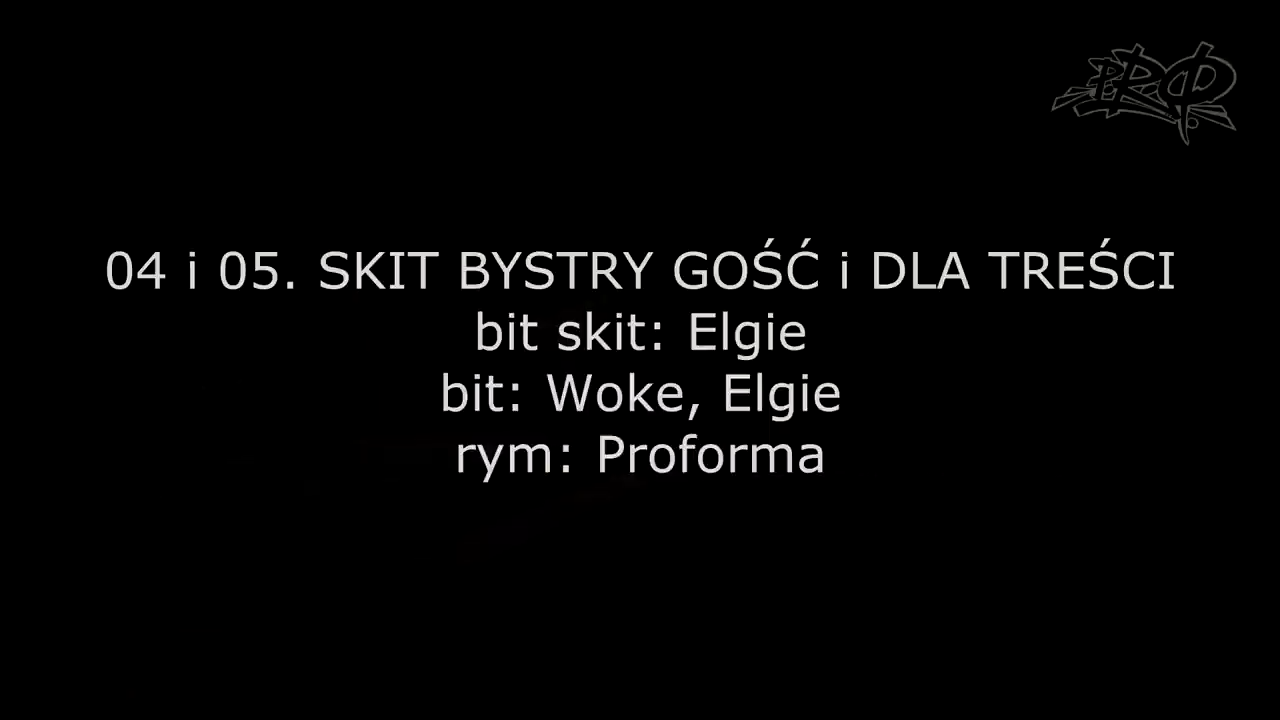 04 i 05. SKIT BYSTRY GOŚĆ i DLA TREŚCI
bit skit: Elgie
bit: Woke, Elgie
rym: Proforma